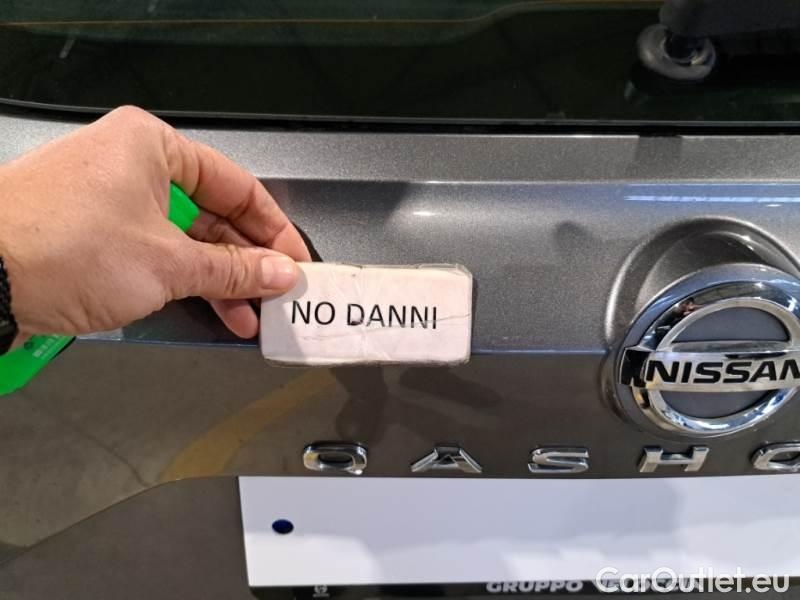 NO DANNI
NISSAN
QASHQ
GRUPPO
CarOutlet.eu